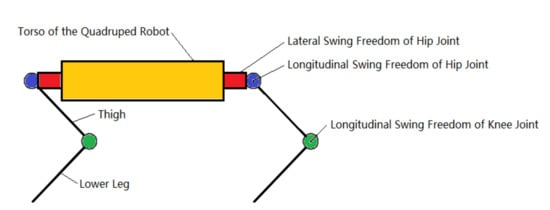 Torso of the Quadruped Robot
Lateral Swing Freedom of Hip Joint
Longitudinal Swing Freedom of Hip Joint
Thigh
Longitudinal Swing Freedom of Knee Joint
Lower Leg